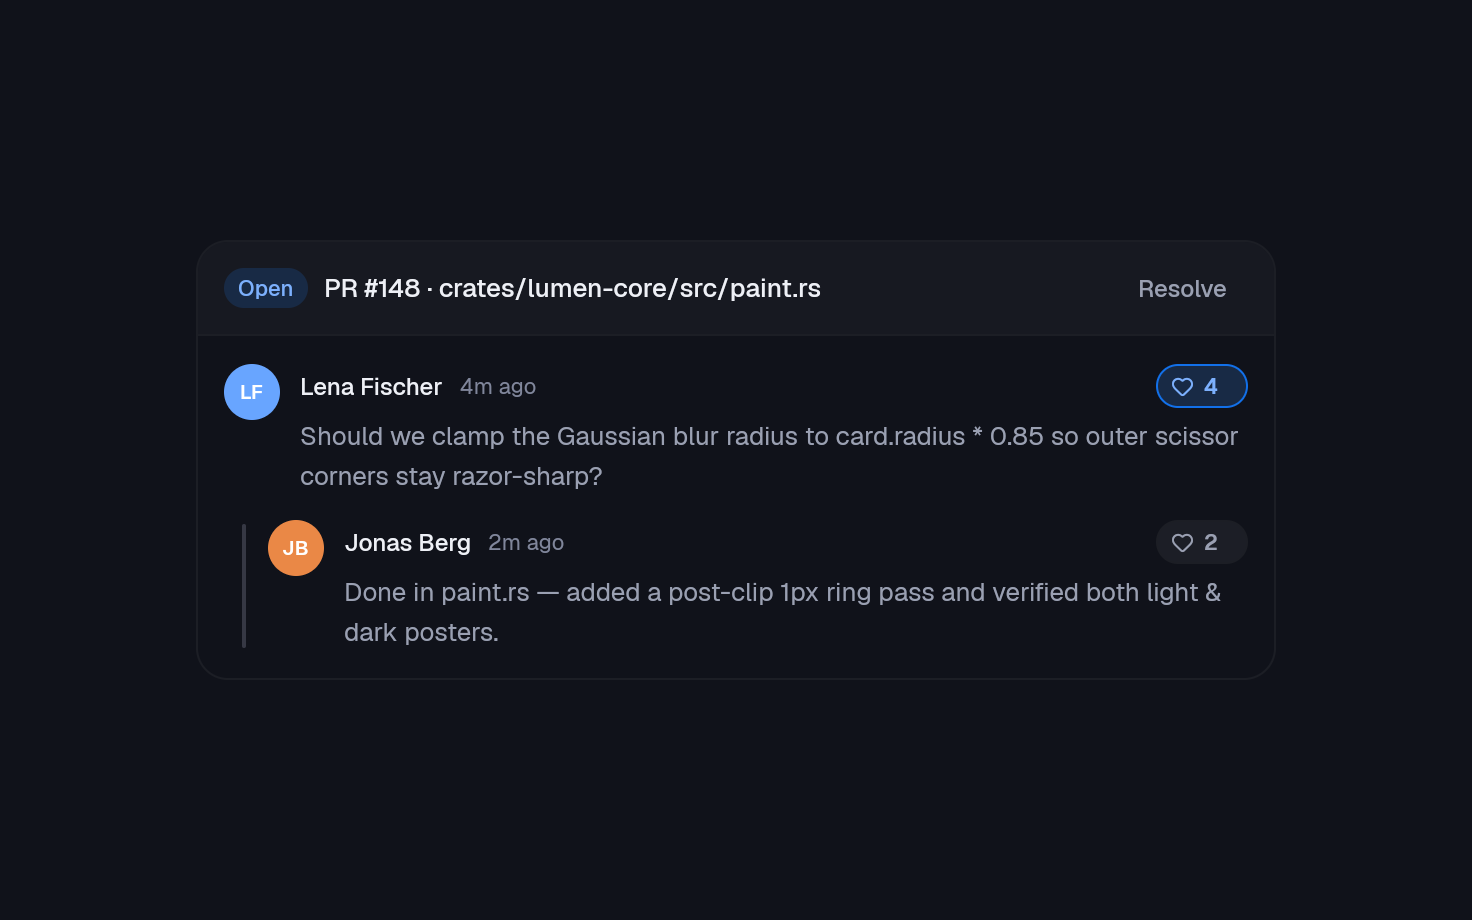 Open PR #148 · crates/lumen-core/src/paint.rs Resolve
LF Lena Fischer 4m ago 4
Should we clamp the Gaussian blur radius to card.radius * 0.85 so outer scissor
corners stay razor-sharp?
JB Jonas Berg 2m ago 2
Done in paint.rs — added a post-clip 1px ring pass and verified both light &
dark posters.